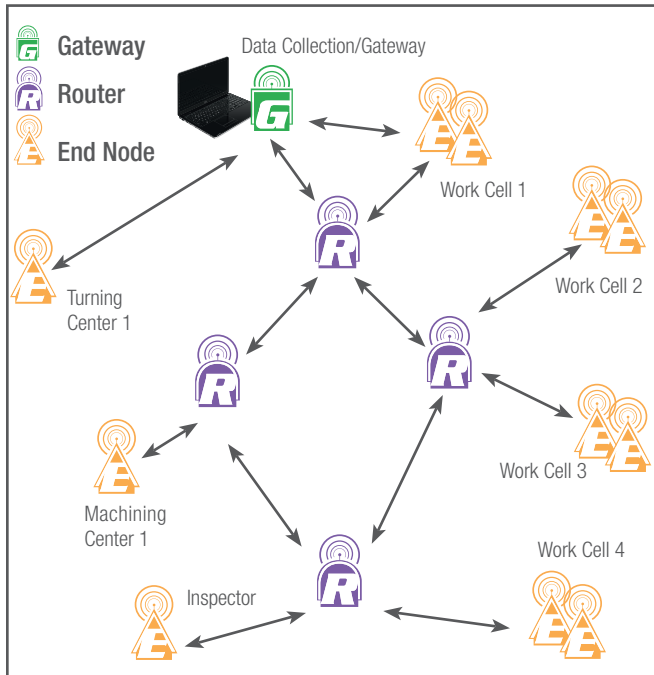 G Gateway
R Router
E End Node
Data Collection/Gateway
G
E E
Work Cell 1
R
E E
Work Cell 2
E
Turning
Center 1
R
R
E E
Work Cell 3
E
Machining
Center 1
Work Cell 4
R
E E
Inspector
E